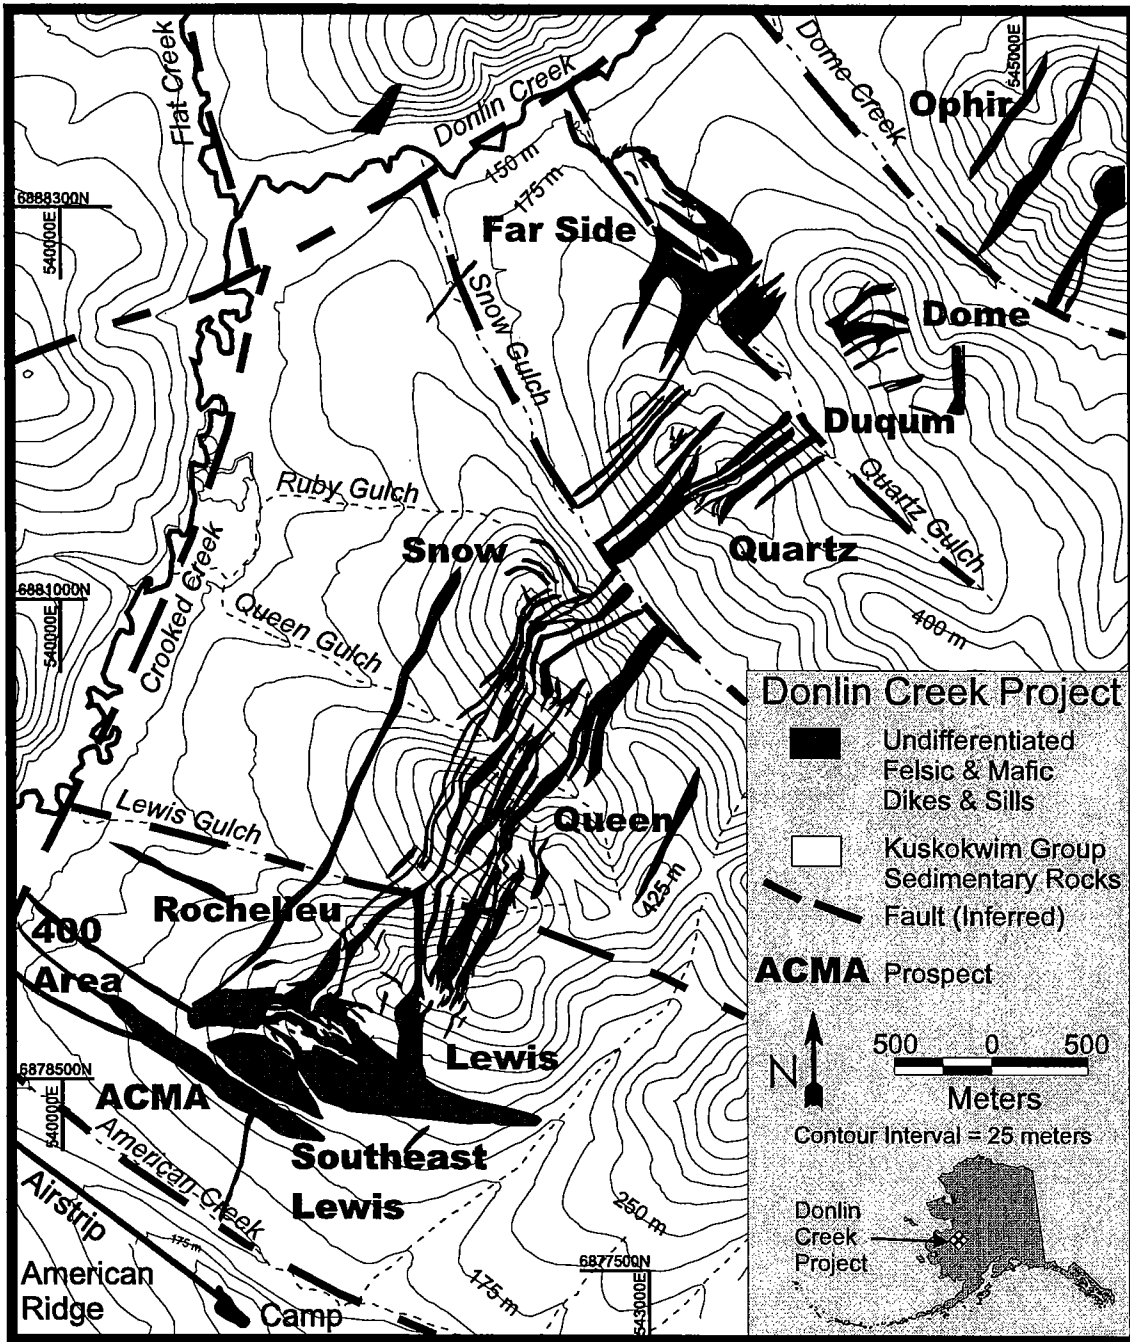 Flat Creek
Donlin Creek
Dome Creek
545000E
Ophir
150 m
175 m
6888300N
540000E
Far Side
Snow Gulch
Dome
Duqum
Quartz Gulch
Ruby Gulch
Snow
Quartz
6881000N
540000E
Crooked Creek
Queen Gulch
400 m
Lewis Gulch
Queen
425 m
Rochelieu
400
Area
Lewis
6878500N
540000E
ACMA
American Creek
Southeast
Lewis
Airstrip
175 m
250 m
175 m
American
Ridge
Camp
6877500N
543000E
Donlin Creek Project
Undifferentiated
Felsic & Mafic
Dikes & Sills
Kuskokwim Group
Sedimentary Rocks
Fault (Inferred)
ACMA Prospect
N
500 0 500
Meters
Contour Interval = 25 meters
Donlin
Creek
Project